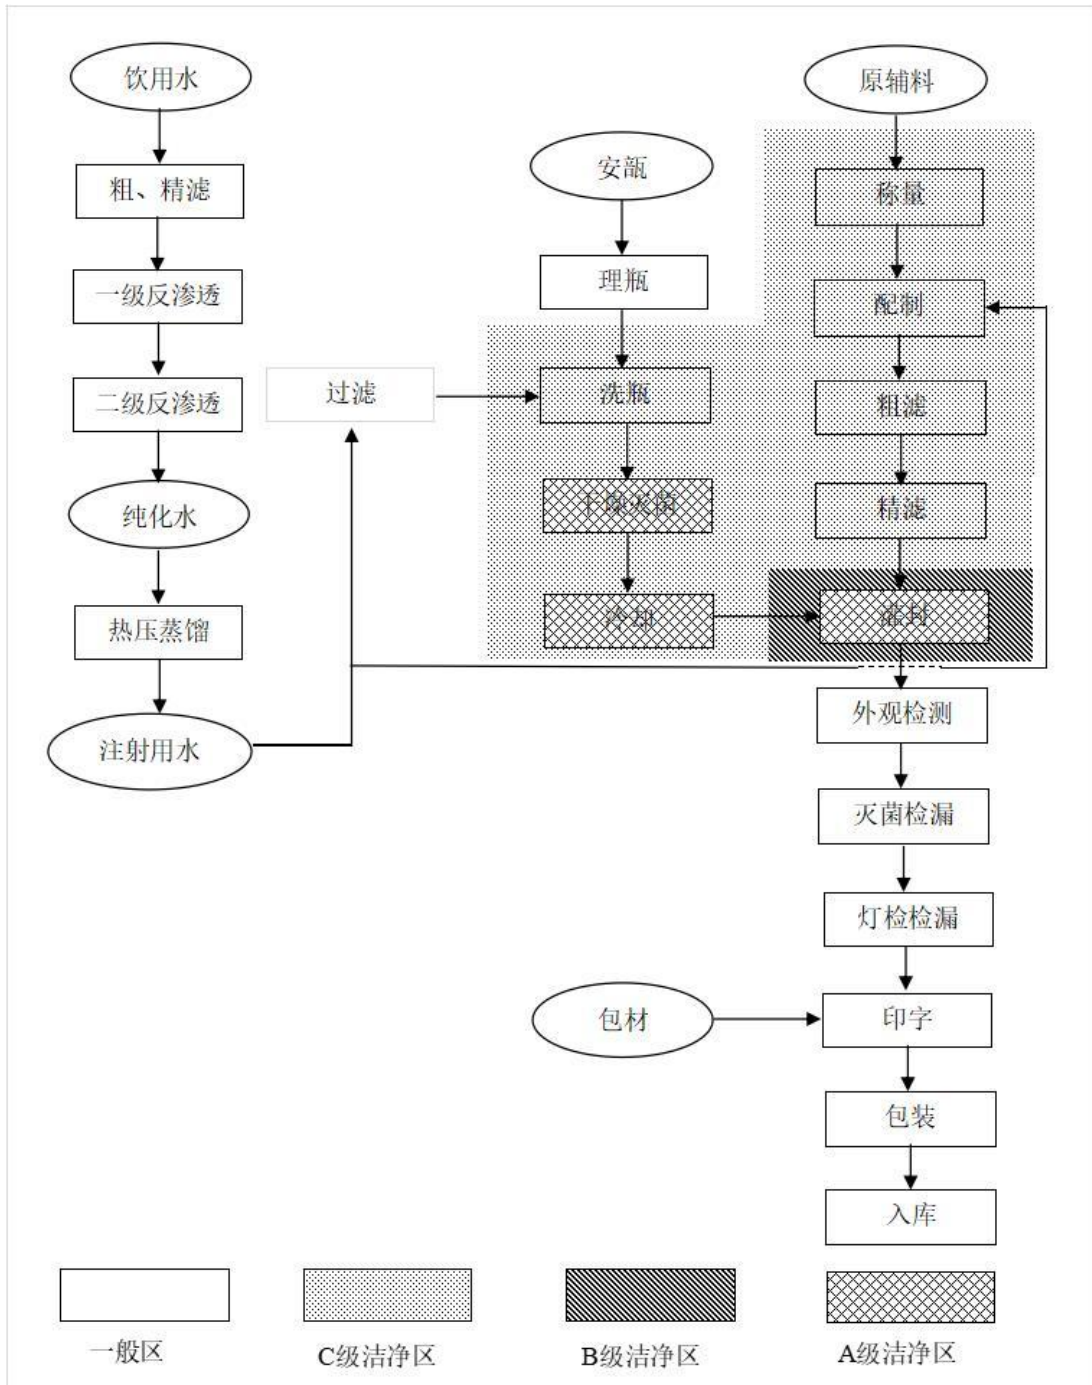 饮用水
粗、精滤
一级反渗透
二级反渗透
纯化水
热压蒸馏
注射用水
过滤
安瓿
理瓶
洗瓶
干燥灭菌
冷却
原辅料
称量
配制
粗滤
精滤
灌封
外观检测
灭菌检漏
灯检检漏
包材
印字
包装
入库
一般区
C级洁净区
B级洁净区
A级洁净区